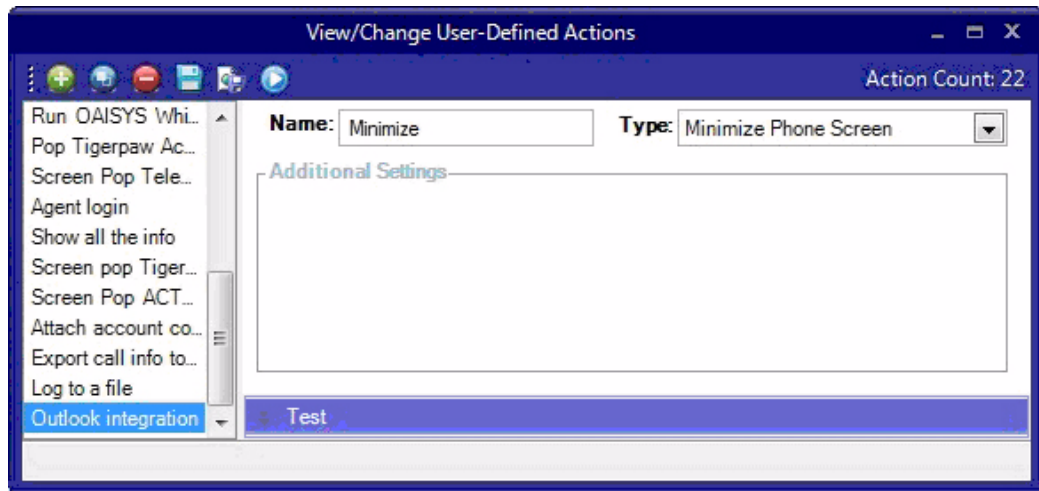 View/Change User-Defined Actions
Action Count: 22
Run OAISYS Whi...
Pop Tigerpaw Ac...
Screen Pop Tele...
Agent login
Show all the info
Screen pop Tiger...
Screen Pop ACT...
Attach account co...
Export call info to...
Log to a file
Outlook integration
Name: Minimize Type: Minimize Phone Screen
Additional Settings
Test